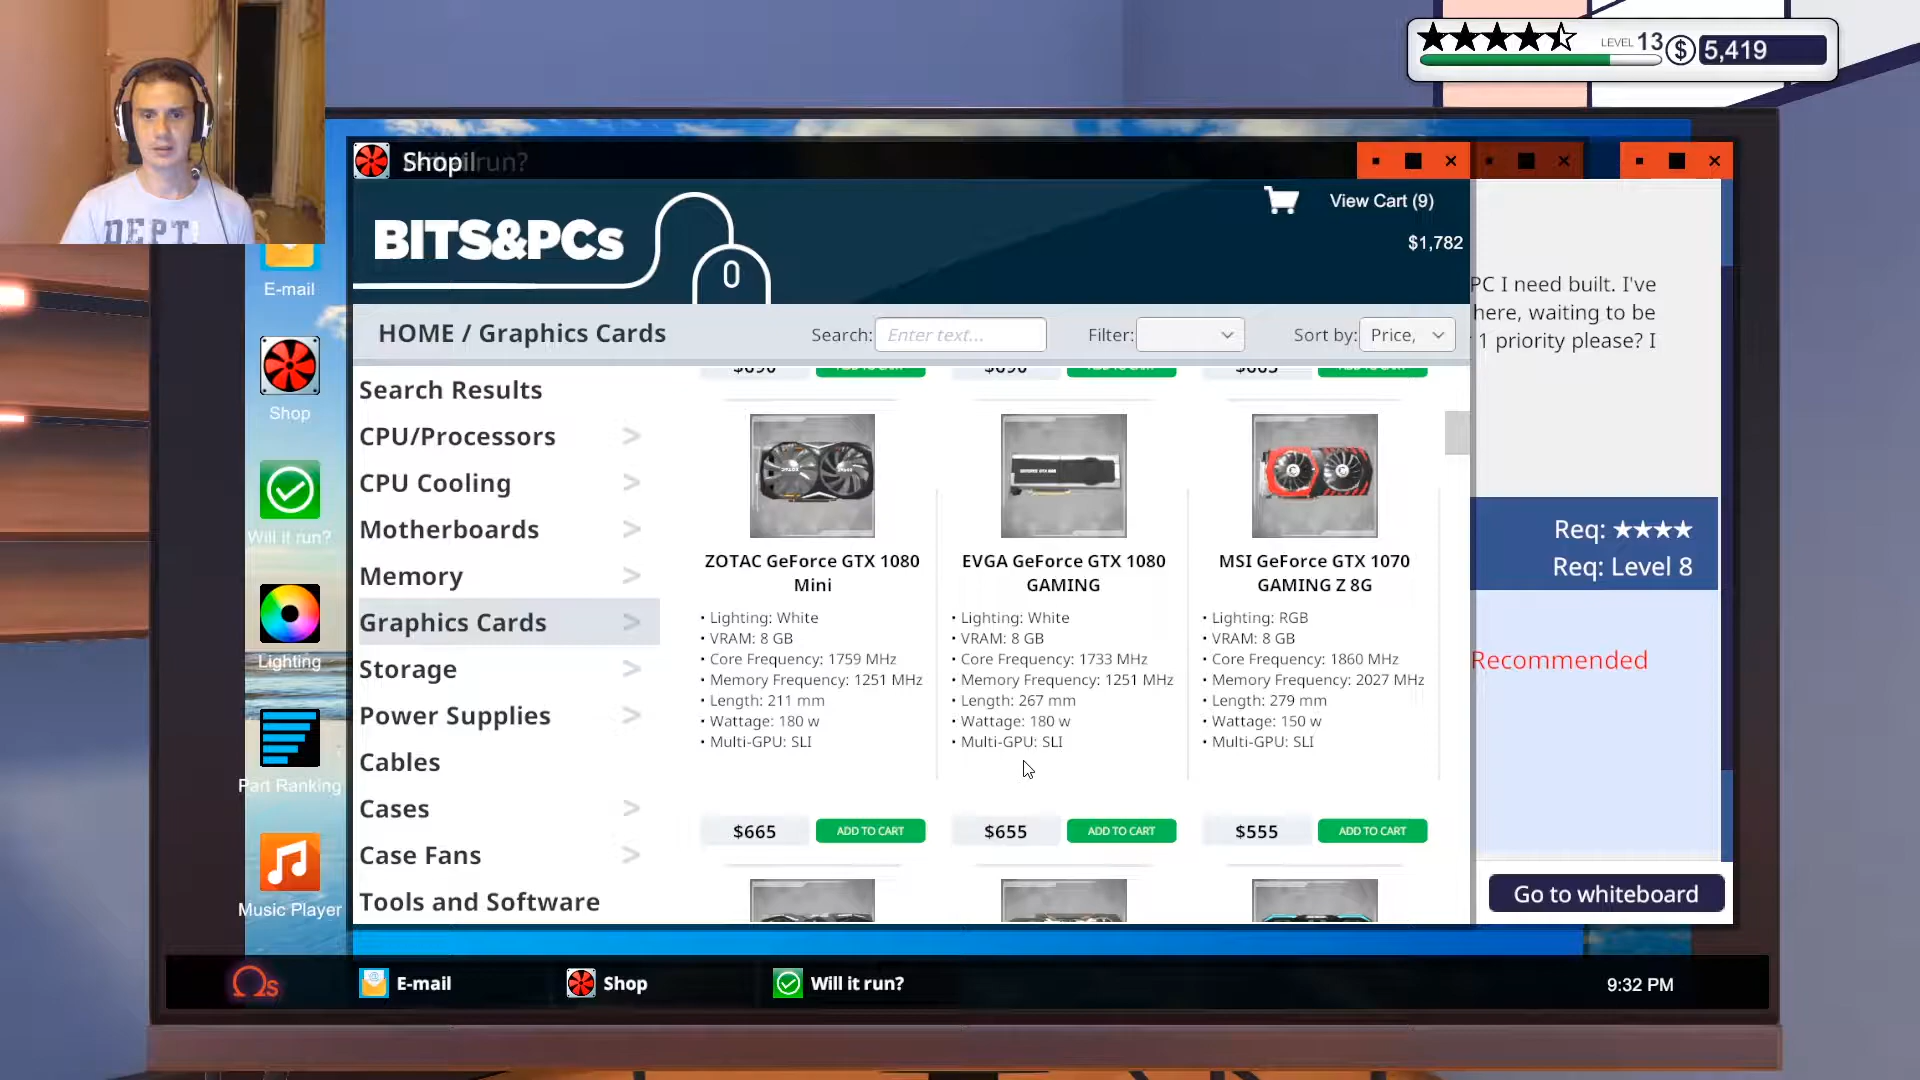 LEVEL 13 $ 5,419
Shop
View Cart (9)
$1,782
BITS&PCs
HOME / Graphics Cards
Search: Enter text...
Filter:
Sort by: Price,
DEPT.
E-mail
Shop
Will it run?
Lighting
Part Ranking
Music Player
Search Results
CPU/Processors >
CPU Cooling >
Motherboards >
Memory >
Graphics Cards >
Storage >
Power Supplies >
Cables
Cases >
Case Fans >
Tools and Software
ZOTAC GeForce GTX 1080
Mini
• Lighting: White
• VRAM: 8 GB
• Core Frequency: 1759 MHz
• Memory Frequency: 1251 MHz
• Length: 211 mm
• Wattage: 180 w
• Multi-GPU: SLI
$665 ADD TO CART
EVGA GeForce GTX 1080
GAMING
• Lighting: White
• VRAM: 8 GB
• Core Frequency: 1733 MHz
• Memory Frequency: 1251 MHz
• Length: 267 mm
• Wattage: 180 w
• Multi-GPU: SLI
$655 ADD TO CART
MSI GeForce GTX 1070
GAMING Z 8G
• Lighting: RGB
• VRAM: 8 GB
• Core Frequency: 1860 MHz
• Memory Frequency: 2027 MHz
• Length: 279 mm
• Wattage: 150 w
• Multi-GPU: SLI
$555 ADD TO CART
PC I need built. I've
here, waiting to be
1 priority please? I
Req: ★★★★
Req: Level 8
Recommended
Go to whiteboard
Ωs
E-mail
Shop
Will it run?
9:32 PM